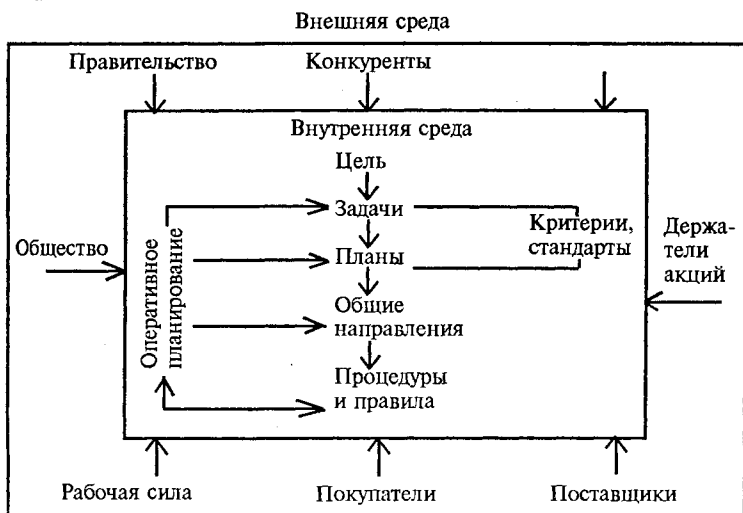 Внешняя среда
Правительство
Конкуренты
Внутренняя среда
Цель
Задачи
Критерии,
стандарты
Держа-
тели
акций
Общество
Оперативное
планирование
Планы
Общие
направления
Процедуры
и правила
Рабочая сила
Покупатели
Поставщики